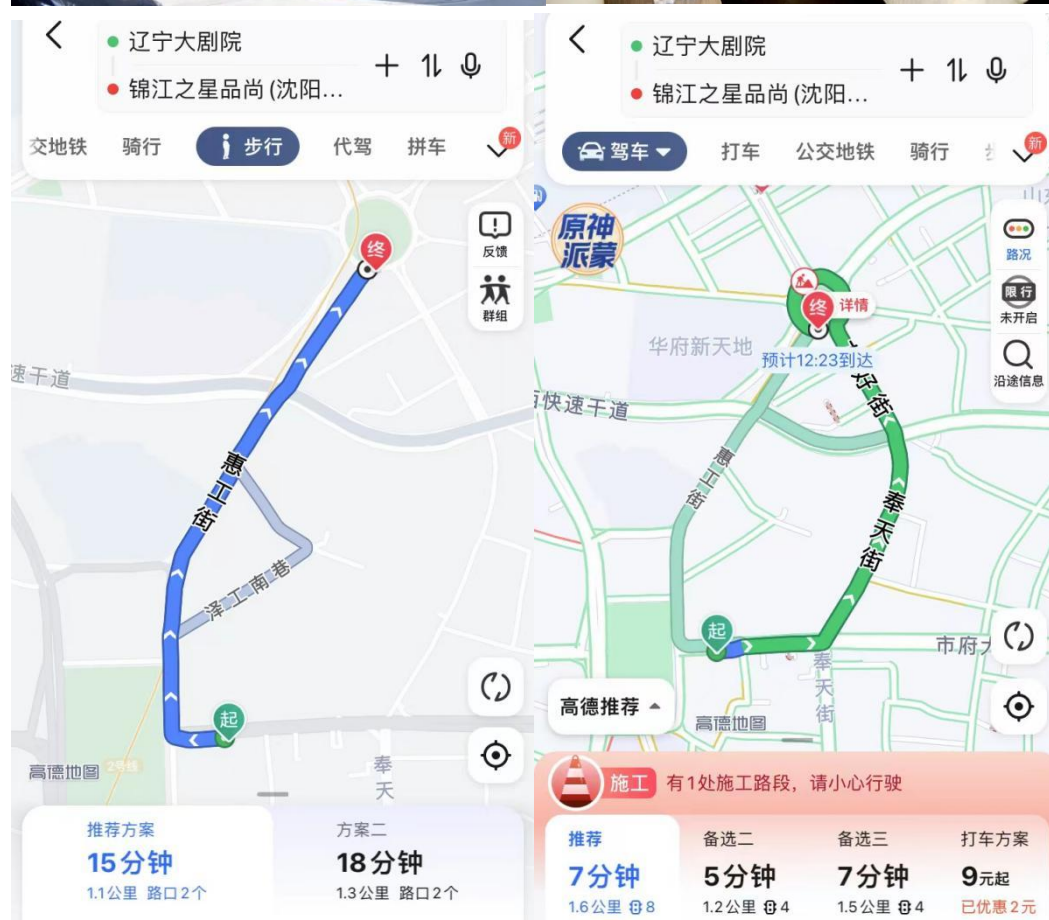 辽宁大剧院
锦江之星品尚(沈阳...
交地铁
骑行
步行
代驾
拼车
新
终
反馈
群组
速干道
惠工街
泽工南巷
起
2号线
奉天
高德地图
推荐方案
15分钟
1.1公里 路口2个
方案二
18分钟
1.3公里 路口2个
辽宁大剧院
锦江之星品尚(沈阳...
驾车
打车
公交地铁
骑行
新
原神
派蒙
路况
限行
未开启
沿途信息
终
详情
华府新天地
预计12:23到达
好街
快速干道
惠工街
奉天街
起
市府大
奉天街
高德推荐
高德地图
施工
有1处施工路段，请小心行驶
推荐
7分钟
1.6公里 8
备选二
5分钟
1.2公里 4
备选三
7分钟
1.5公里 4
打车方案
9元起
已优惠2元